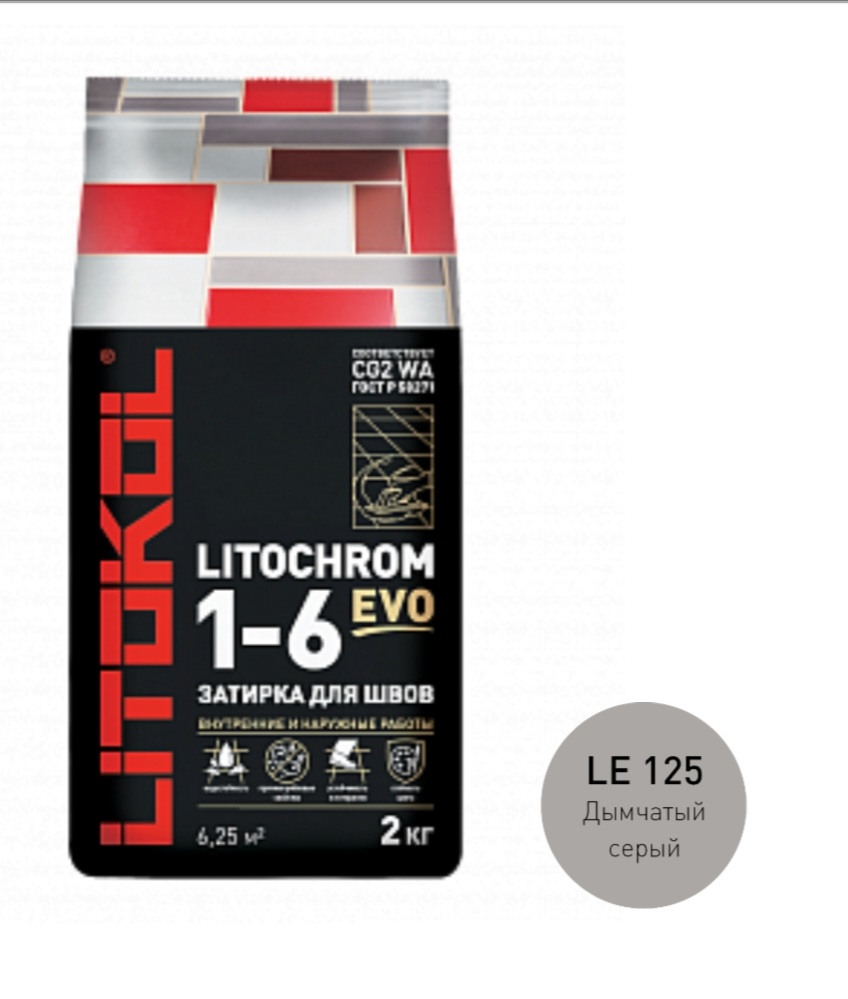 LITOKOL
®
СООТВЕТСТВУЕТ
CG2 WA
ГОСТ Р 58271
LITOCHROM
1-6 EVO
ЗАТИРКА ДЛЯ ШВОВ
ВНУТРЕННИЕ И НАРУЖНЫЕ РАБОТЫ
6,25 м²
2 кг
LE 125
Дымчатый
серый